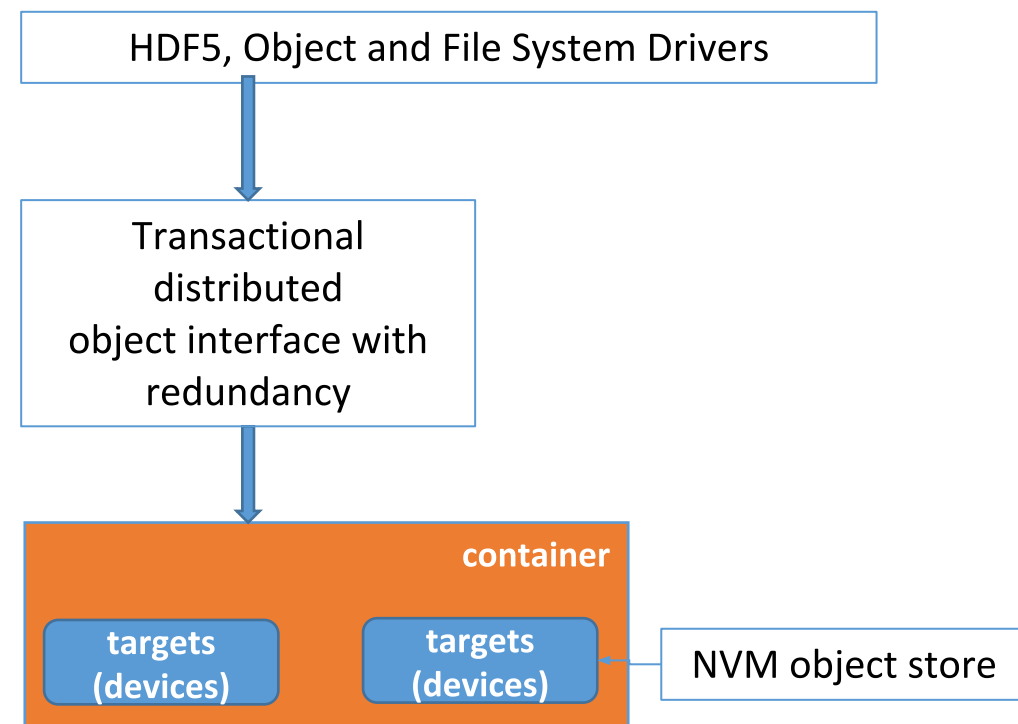 HDF5, Object and File System Drivers
Transactional
distributed
object interface with
redundancy
container
targets
(devices)
targets
(devices)
NVM object store